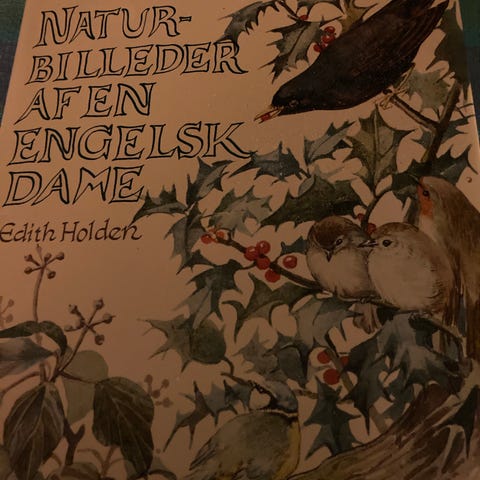 NATUR-
BILLEDER
AF EN
ENGELSK
DAME
Edith Holden